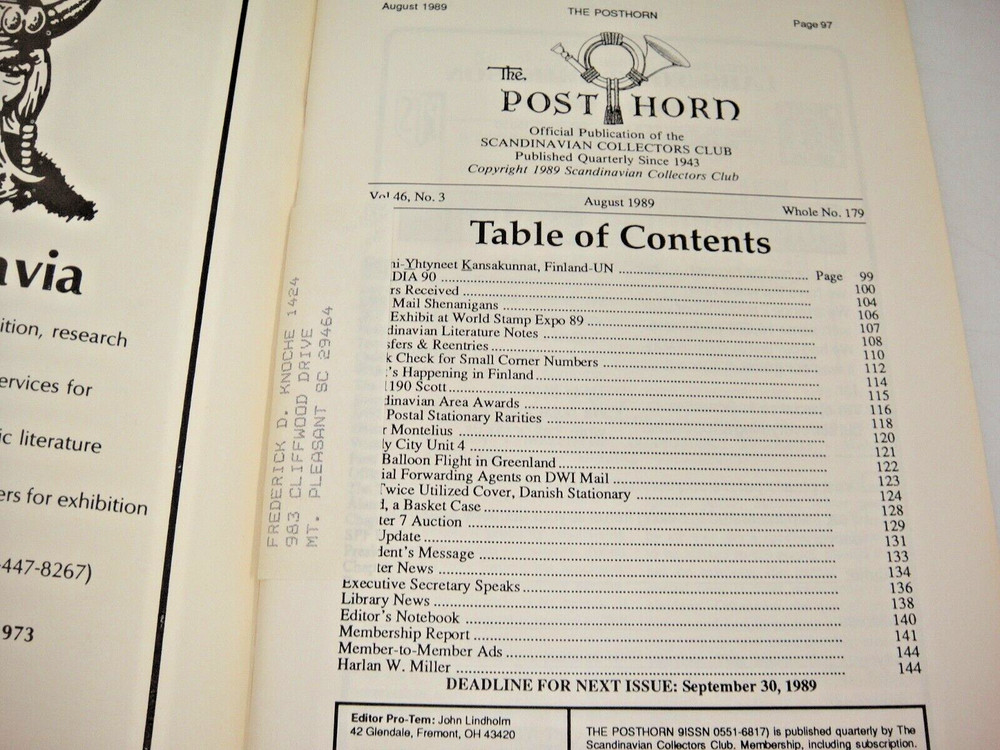 via
ition, research
ervices for
ic literature
ers for exhibition
-447-8267)
973
FREDERICK D. KNOCHE 1424
983 CLIFFWOOD DRIVE
MT. PLEASANT SC 29464
August 1989 THE POSTHORN Page 97
The
POST HORN
Official Publication of the
SCANDINAVIAN COLLECTORS CLUB
Published Quarterly Since 1943
Copyright 1989 Scandinavian Collectors Club
Vol 46, No. 3 August 1989 Whole No. 179
Table of Contents
ni-Yhtyneet Kansakunnat, Finland-UN Page 99
DIA 90 100
rs Received 104
Mail Shenanigans 106
Exhibit at World Stamp Expo 89 107
dinavian Literature Notes 108
sfers & Reentries 110
k Check for Small Corner Numbers 112
's Happening in Finland 114
190 Scott 115
dinavian Area Awards 116
Postal Stationary Rarities 118
r Montelius 120
ly City Unit 4 121
Balloon Flight in Greenland 122
ial Forwarding Agents on DWI Mail 123
Twice Utilized Cover, Danish Stationary 124
d, a Basket Case 128
ter 7 Auction 129
Update 131
dent's Message 133
ter News 134
Executive Secretary Speaks 136
Library News 138
Editor's Notebook 140
Membership Report 141
Member-to-Member Ads 144
Harlan W. Miller 144
DEADLINE FOR NEXT ISSUE: September 30, 1989
Editor Pro-Tem: John Lindholm
42 Glendale, Fremont, OH 43420
THE POSTHORN 9ISSN 0551-6817) is published quarterly by The
Scandinavian Collectors Club. Membership, including subscription.